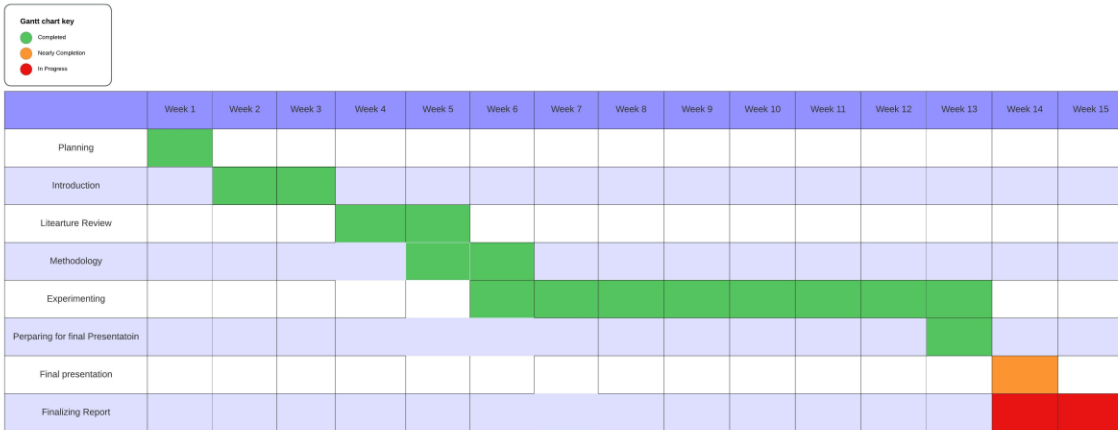 Gantt chart key
Completed
Nearly Completion
In Progress
Week 1 Week 2 Week 3 Week 4 Week 5 Week 6 Week 7 Week 8 Week 9 Week 10 Week 11 Week 12 Week 13 Week 14 Week 15
Planning
Introduction
Litearture Review
Methodology
Experimenting
Perparing for final Presentatoin
Final presentation
Finalizing Report